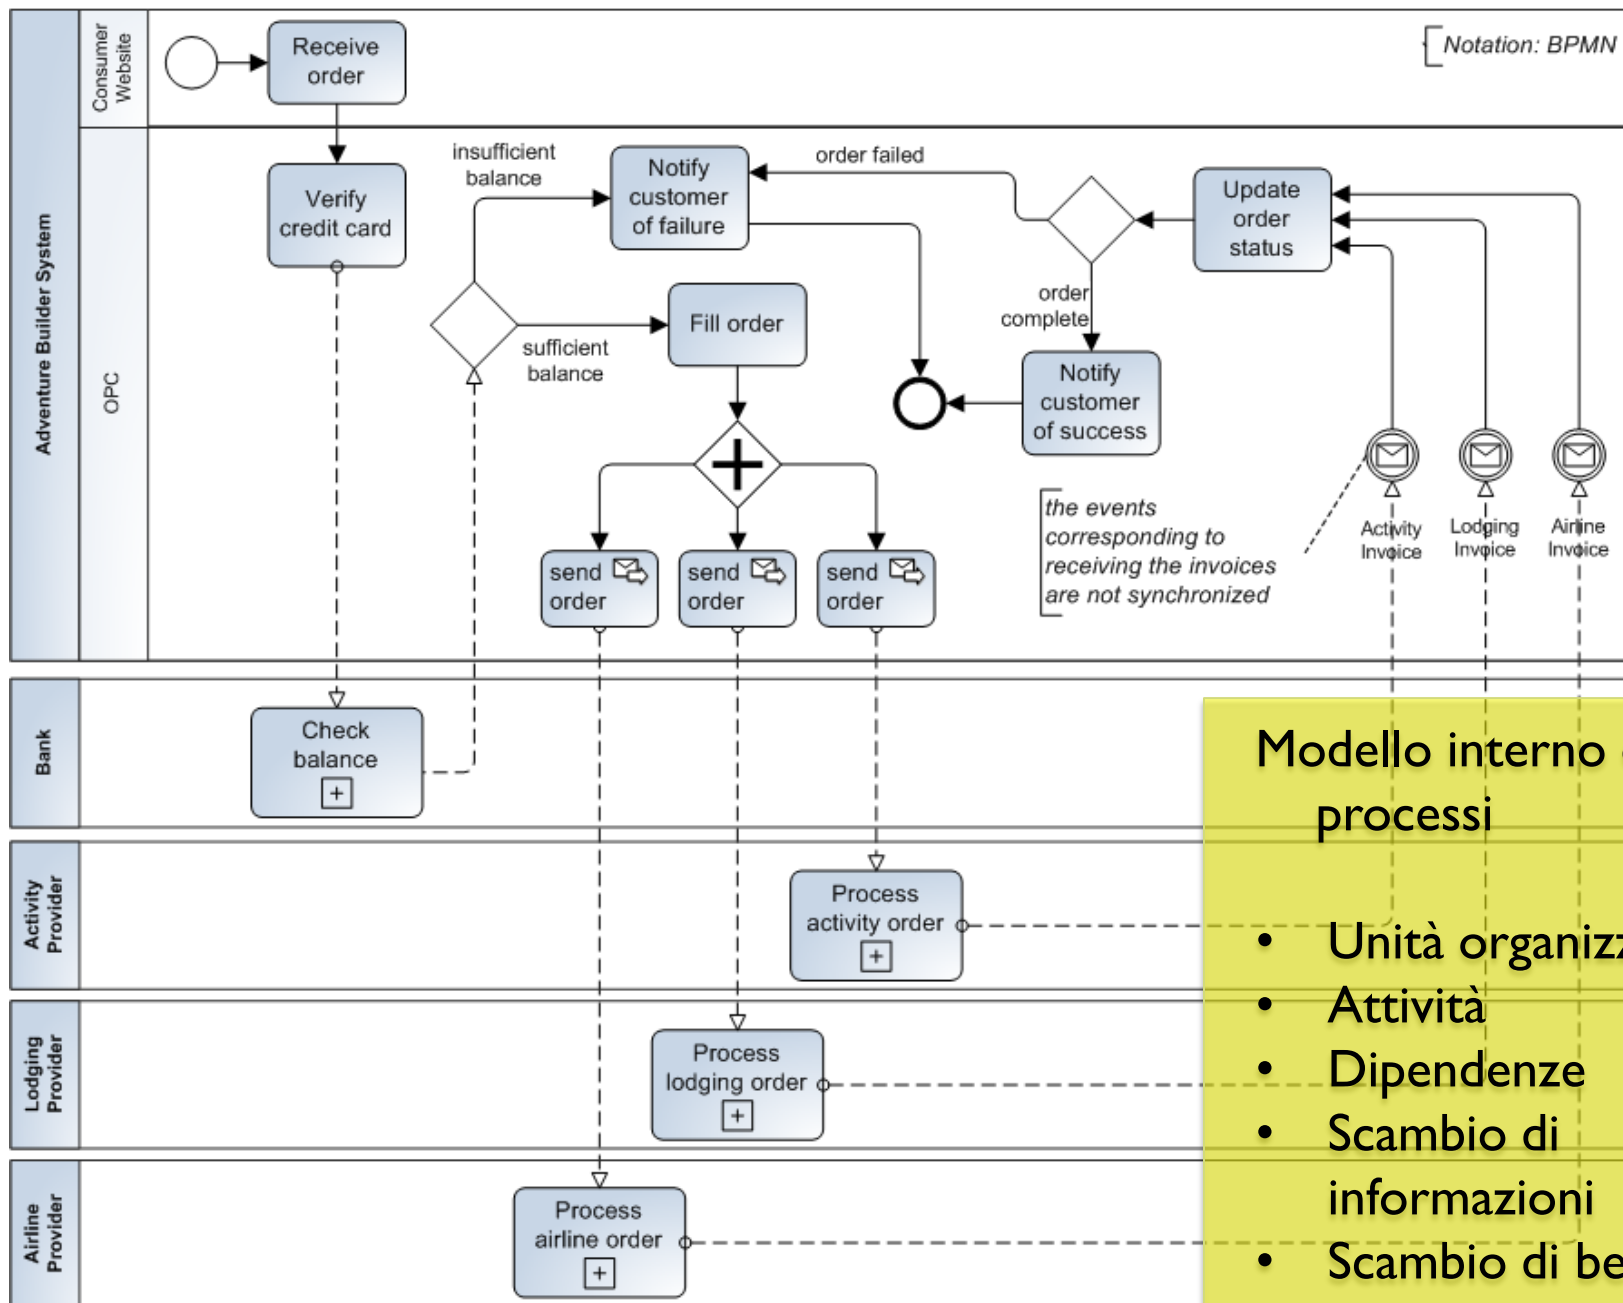 Adventure Builder System
Consumer
Website
Receive
order
Notation: BPMN
OPC
Verify
credit card
insufficient
balance
Notify
customer
of failure
order failed
Update
order
status
sufficient
balance
Fill order
order
complete
Notify
customer
of success
send
order
send
order
send
order
the events
corresponding to
receiving the invoices
are not synchronized
Activity
Invoice
Lodging
Invoice
Airline
Invoice
Bank
Check
balance
Activity
Provider
Process
activity order
Lodging
Provider
Process
lodging order
Airline
Provider
Process
airline order
Modello interno
processi
• Unità
• Attività
• Dipendenze
• Scambio di
informazioni
• Scambio di